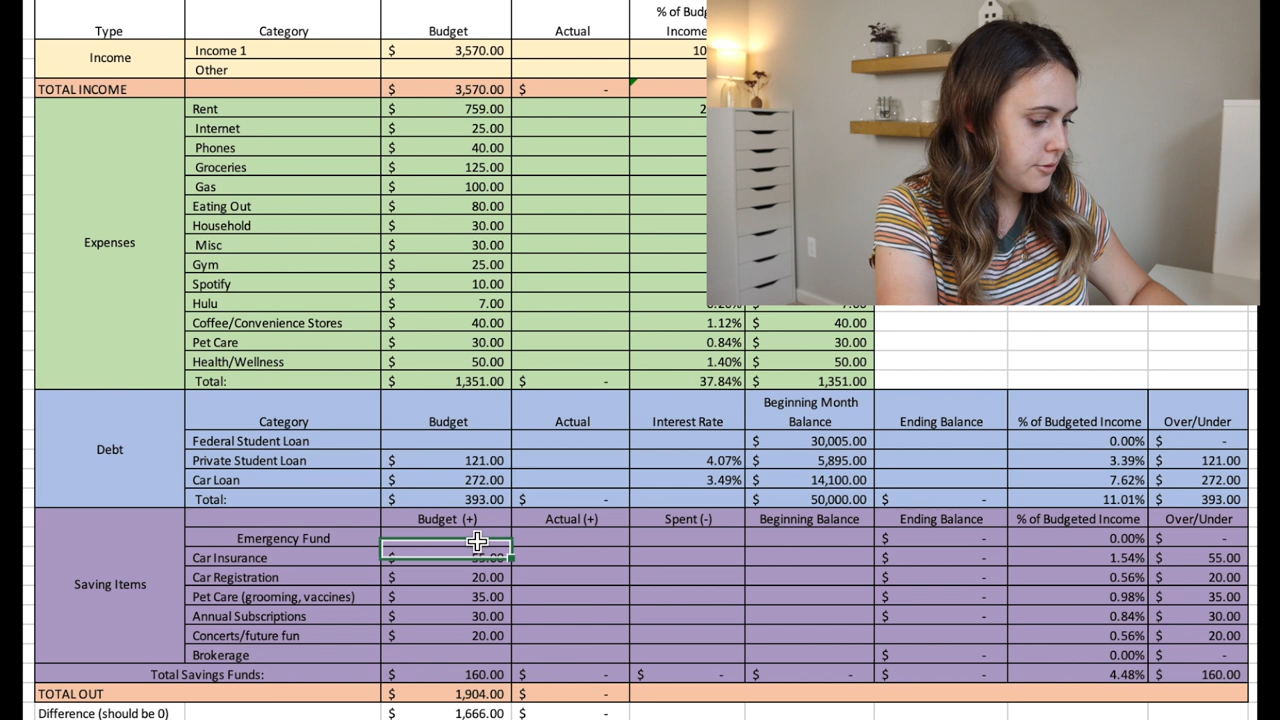 % of Budg
Type Category Budget Actual Income
Income Income 1 $ 3,570.00 10
Other
TOTAL INCOME $ 3,570.00 $ -
Expenses
Rent $ 759.00 2
Internet $ 25.00
Phones $ 40.00
Groceries $ 125.00
Gas $ 100.00
Eating Out $ 80.00
Household $ 30.00
Misc $ 30.00
Gym $ 25.00
Spotify $ 10.00
Hulu $ 7.00
Coffee/Convenience Stores $ 40.00 1.12% $ 40.00
Pet Care $ 30.00 0.84% $ 30.00
Health/Wellness $ 50.00 1.40% $ 50.00
Total: $ 1,351.00 $ - 37.84% $ 1,351.00
Debt
Beginning Month
Category Budget Actual Interest Rate Balance Ending Balance % of Budgeted Income Over/Under
Federal Student Loan $ 30,005.00 0.00% $ -
Private Student Loan $ 121.00 4.07% $ 5,895.00 3.39% $ 121.00
Car Loan $ 272.00 3.49% $ 14,100.00 7.62% $ 272.00
Total: $ 393.00 $ - $ 50,000.00 $ - 11.01% $ 393.00
Saving Items
Budget (+) Actual (+) Spent (-) Beginning Balance Ending Balance % of Budgeted Income Over/Under
Emergency Fund $ - 0.00% $ -
Car Insurance $ 55.00 $ - 1.54% $ 55.00
Car Registration $ 20.00 $ - 0.56% $ 20.00
Pet Care (grooming, vaccines) $ 35.00 $ - 0.98% $ 35.00
Annual Subscriptions $ 30.00 $ - 0.84% $ 30.00
Concerts/future fun $ 20.00 0.56% $ 20.00
Brokerage $ - 0.00% $ -
Total Savings Funds: $ 160.00 $ - $ - $ - $ - 4.48% $ 160.00
TOTAL OUT $ 1,904.00 $ -
Difference (should be 0) $ 1,666.00 $ -